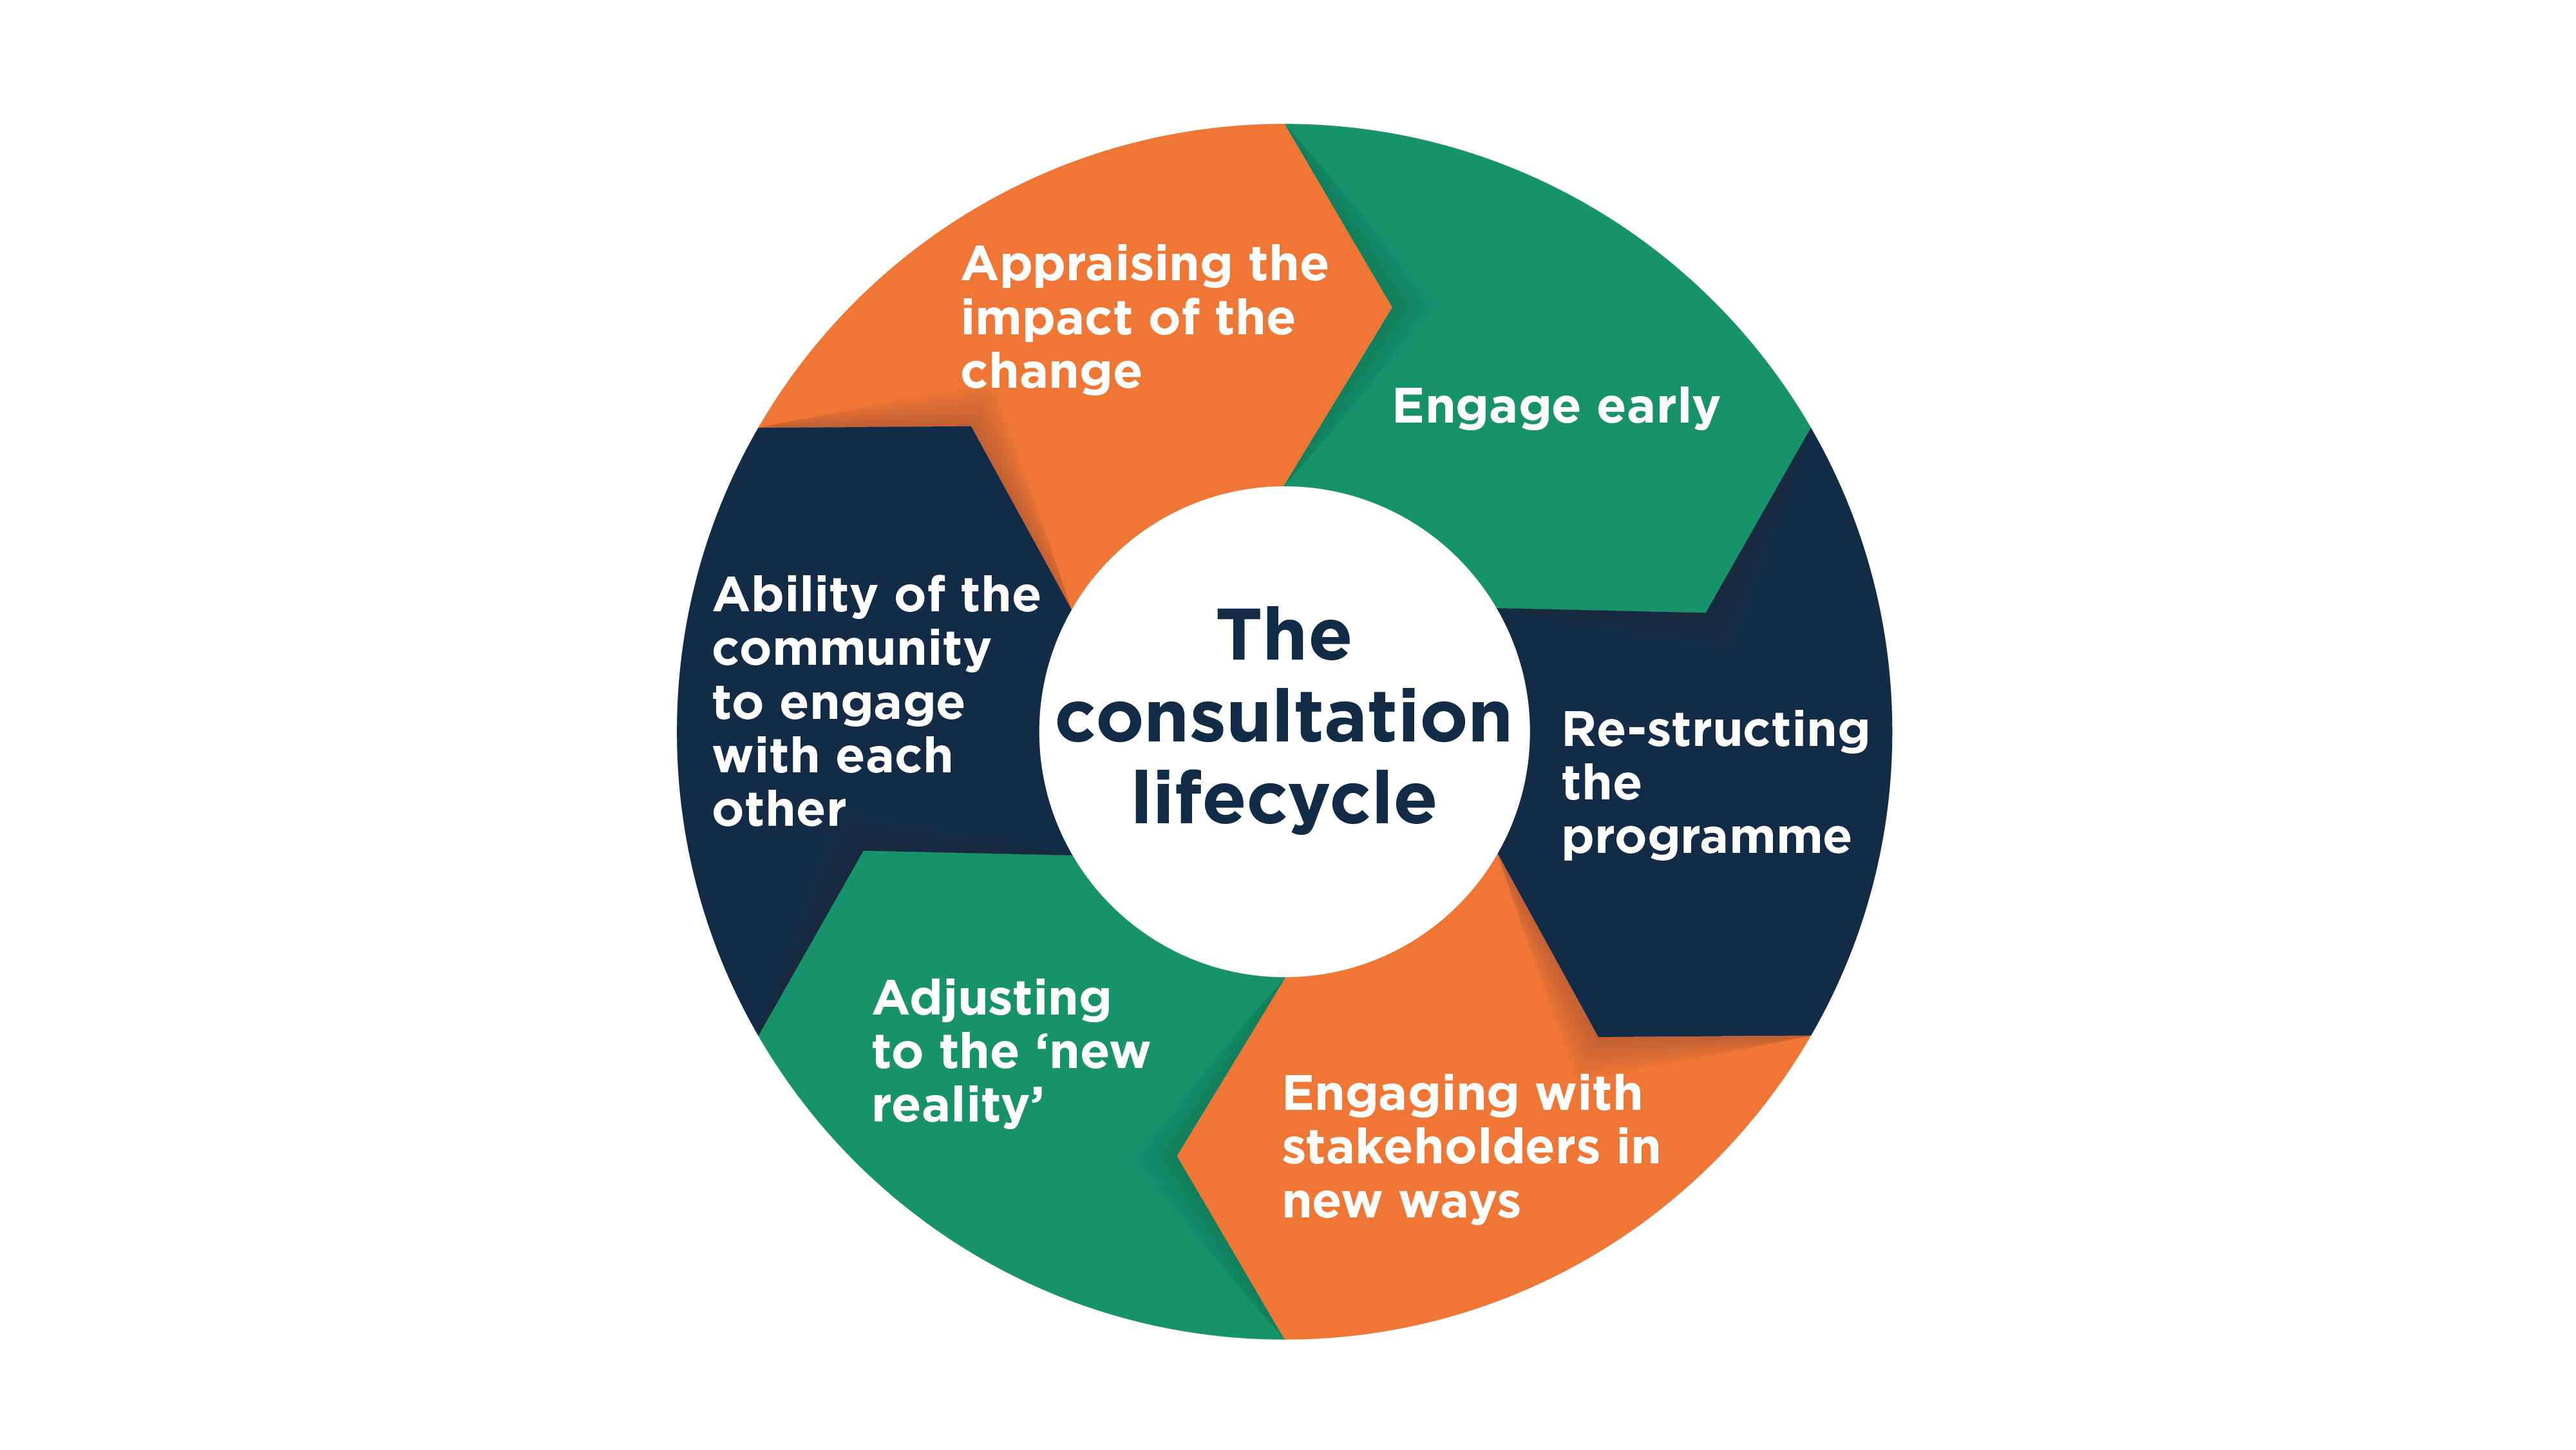 The
consultation
lifecycle
Engage early
Re-structing
the
programme
Engaging with
stakeholders in
new ways
Adjusting
to the ‘new
reality’
Ability of the
community
to engage
with each
other
Appraising the
impact of the
change